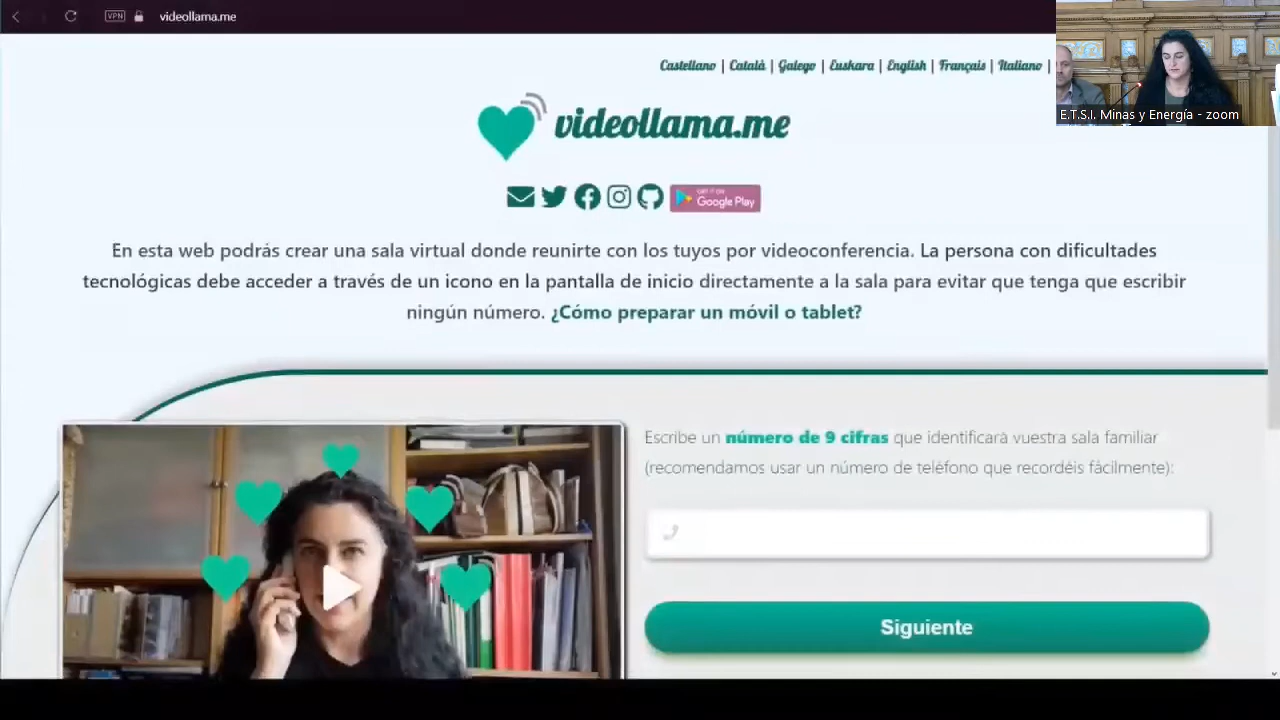 VPN videollama.me
Castellano | Català | Galego | Euskara | English | Français | Italiano |
videollama.me
GET IT ON
Google Play
E.T.S.I. Minas y Energía - zoom
En esta web podrás crear una sala virtual donde reunirte con los tuyos por videoconferencia. La persona con dificultades
tecnológicas debe acceder a través de un icono en la pantalla de inicio directamente a la sala para evitar que tenga que escribir
ningún número. ¿Cómo preparar un móvil o tablet?
Escribe un número de 9 cifras que identificará vuestra sala familiar
(recomendamos usar un número de teléfono que recordéis fácilmente):
Siguiente